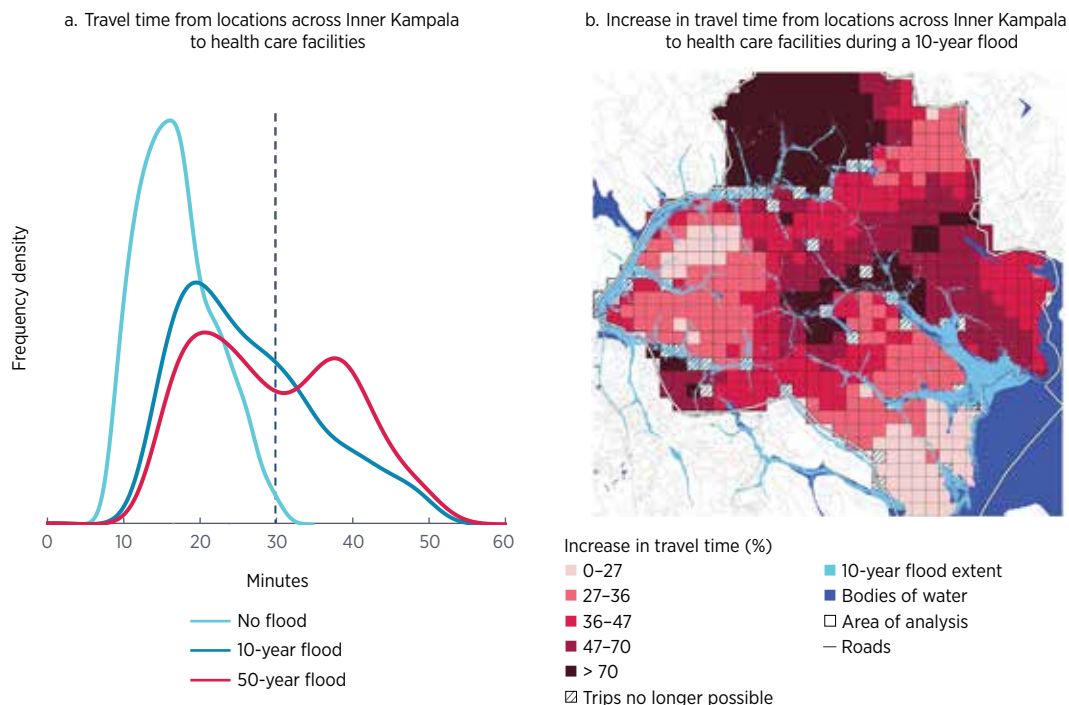 a. Travel time from locations across Inner Kampala
to health care facilities
Frequency density
0 10 20 30 40 50 60
Minutes
No flood
10-year flood
50-year flood
b. Increase in travel time from locations across Inner Kampala
to health care facilities during a 10-year flood
Increase in travel time (%)
0–27
27–36
36–47
47–70
> 70
Trips no longer possible
10-year flood extent
Bodies of water
Area of analysis
Roads